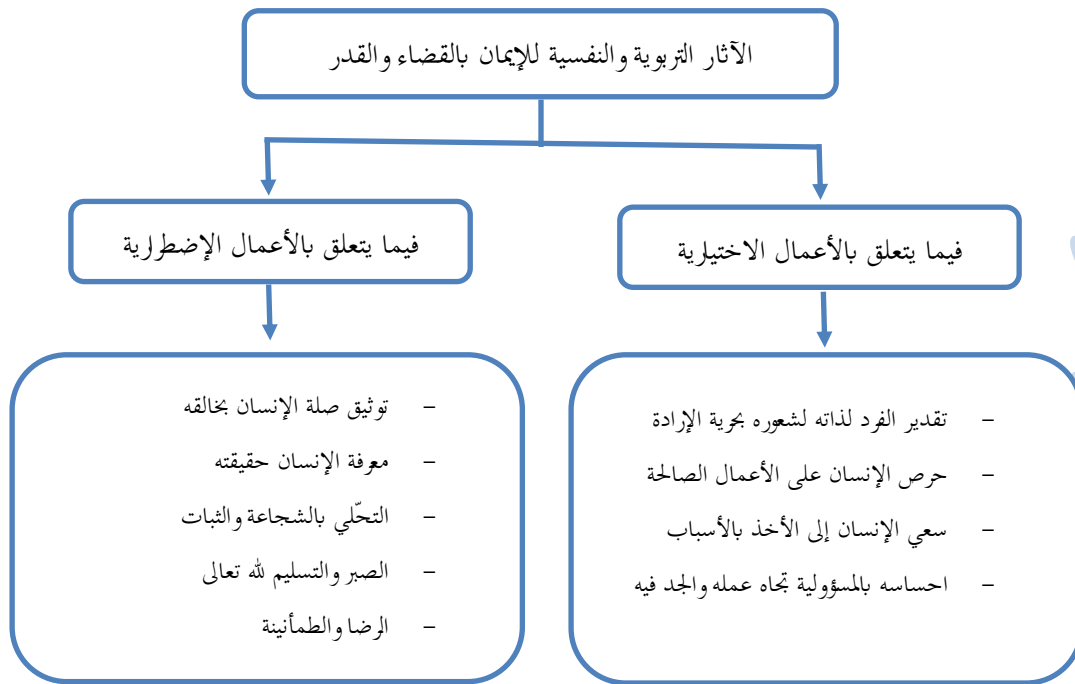 الآثار التربوية والنفسية للإيمان بالقضاء والقدر
فيما يتعلق بالأعمال الاختيارية
فيما يتعلق بالأعمال الإضطرارية
- تقدير الفرد لذاته لشعوره بحرية الإرادة
- حرص الإنسان على الأعمال الصالحة
- سعي الإنسان إلى الأخذ بالأسباب
- احساسه بالمسؤولية تجاه عمله والجد فيه
- توثيق صلة الإنسان بخالقه
- معرفة الإنسان حقيقته
- التحّلي بالشجاعة والثبات
- الصبر والتسليم لله تعالى
- الرضا والطمأنينة